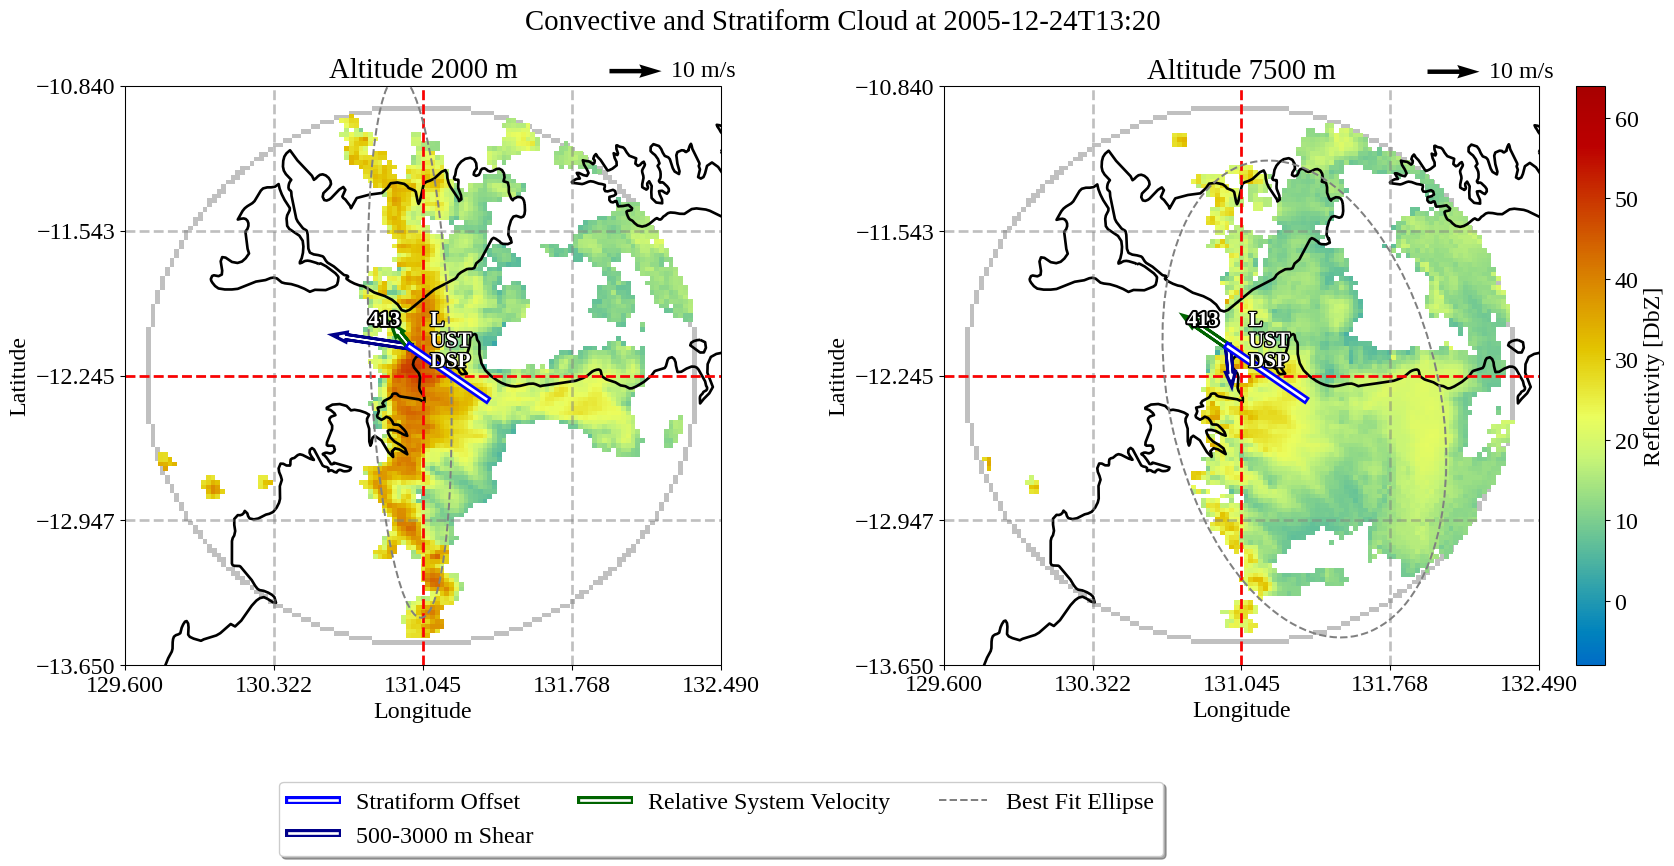 Convective and Stratiform Cloud at 2005-12-24T13:20
Altitude 2000 m
10 m/s
−10.840
−11.543
−12.245
−12.947
−13.650
Latitude
129.600
130.322
131.045
131.768
132.490
Longitude
413
L
UST
DSP
Altitude 7500 m
10 m/s
−10.840
−11.543
−12.245
−12.947
−13.650
Latitude
129.600
130.322
131.045
131.768
132.490
Longitude
413
L
UST
DSP
60
50
40
30
20
10
0
Reflectivity [DbZ]
Stratiform Offset
500-3000 m Shear
Relative System Velocity
Best Fit Ellipse